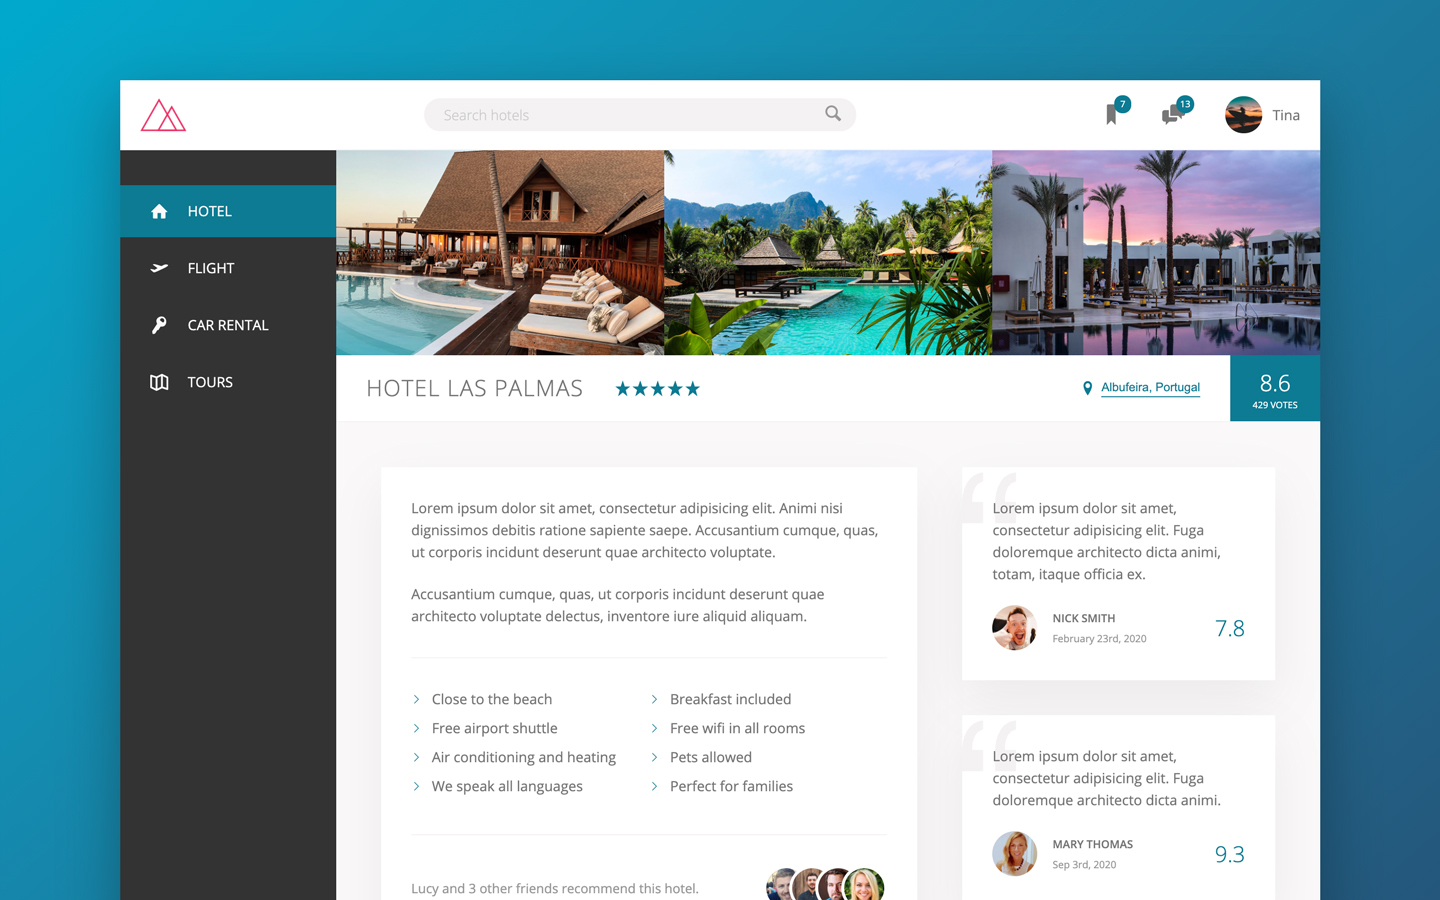 Search hotels
7
13
Tina
HOTEL
FLIGHT
CAR RENTAL
TOURS
HOTEL LAS PALMAS
Albufeira, Portugal
8.6
429 VOTES
Lorem ipsum dolor sit amet, consectetur adipisicing elit. Animi nisi
dignissimos debitis ratione sapiente saepe. Accusantium cumque, quas,
ut corporis incidunt deserunt quae architecto voluptate.
Accusantium cumque, quas, ut corporis incidunt deserunt quae
architecto voluptate delectus, inventore iure aliquid aliquam.
Close to the beach
Free airport shuttle
Air conditioning and heating
We speak all languages
Breakfast included
Free wifi in all rooms
Pets allowed
Perfect for families
Lucy and 3 other friends recommend this hotel.
“
Lorem ipsum dolor sit amet,
consectetur adipisicing elit. Fuga
doloremque architecto dicta animi,
totam, itaque officia ex.
NICK SMITH
February 23rd, 2020
7.8
“
Lorem ipsum dolor sit amet,
consectetur adipisicing elit. Fuga
doloremque architecto dicta animi.
MARY THOMAS
Sep 3rd, 2020
9.3